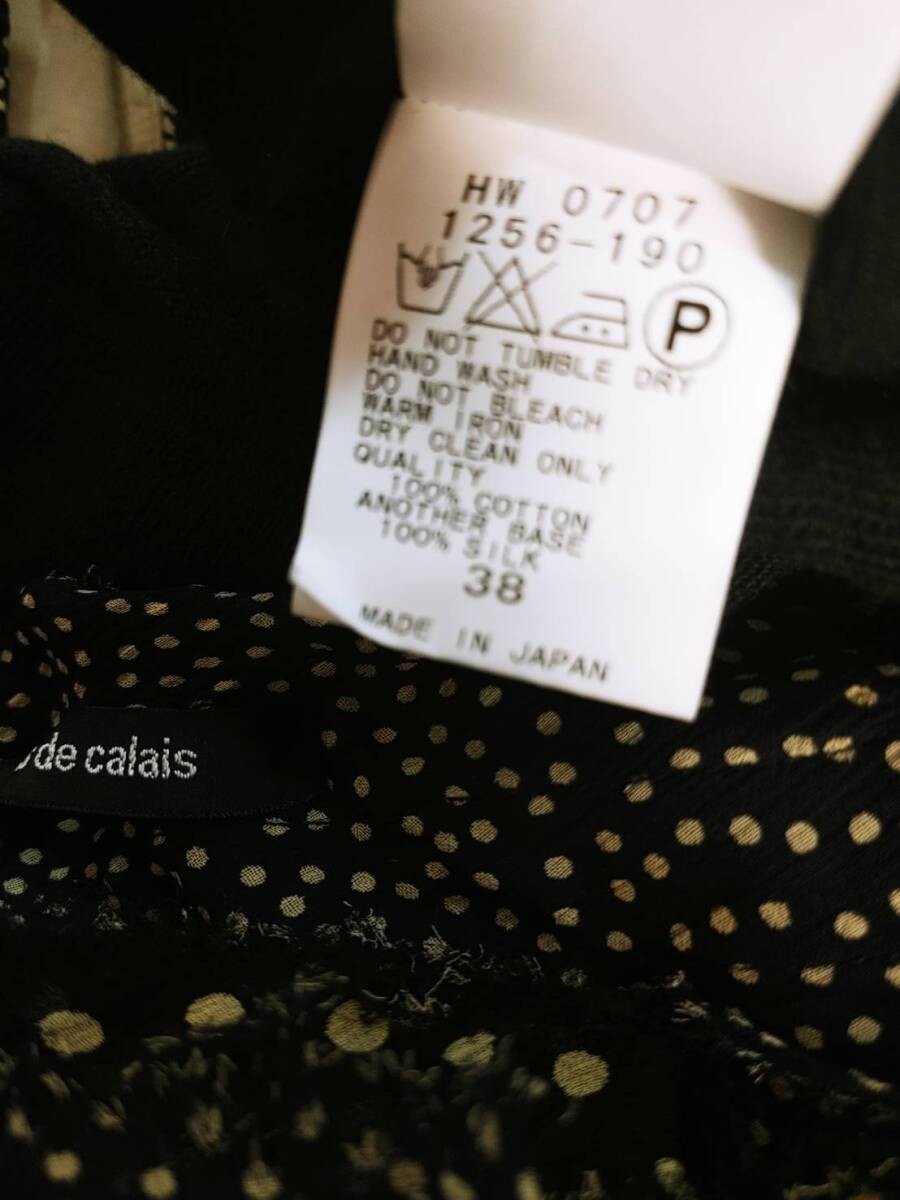 HW 0707
1256-190
P
DO NOT TUMBLE DRY
HAND WASH
DO NOT BLEACH
WARM IRON
DRY CLEAN ONLY
QUALITY
100% COTTON
ANOTHER BASE
100% SILK
38
MADE IN JAPAN
de calais